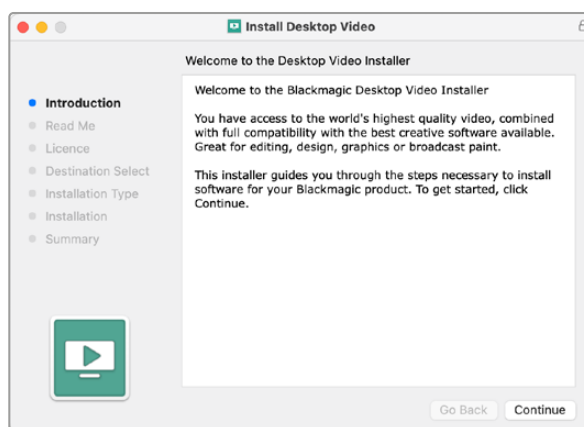 Install Desktop Video
Welcome to the Desktop Video Installer
Introduction
Read Me
Licence
Destination Select
Installation Type
Installation
Summary
Welcome to the Blackmagic Desktop Video Installer
You have access to the world's highest quality video, combined
with full compatibility with the best creative software available.
Great for editing, design, graphics or broadcast paint.
This installer guides you through the steps necessary to install
software for your Blackmagic product. To get started, click
Continue.
Go Back
Continue